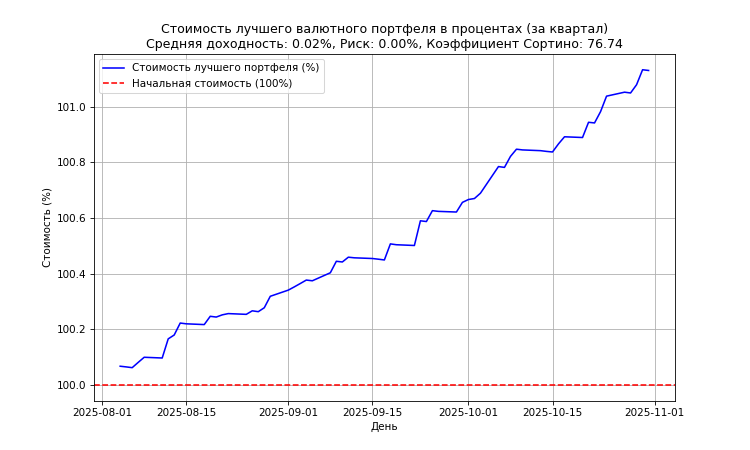 Стоимость лучшего валютного портфеля в процентах (за квартал)
Средняя доходность: 0.02%, Риск: 0.00%, Коэффициент Сортино: 76.74
Стоимость лучшего портфеля (%)
Начальная стоимость (100%)
Стоимость (%)
101.0
100.8
100.6
100.4
100.2
100.0
2025-08-01
2025-08-15
2025-09-01
2025-09-15
2025-10-01
2025-10-15
2025-11-01
День